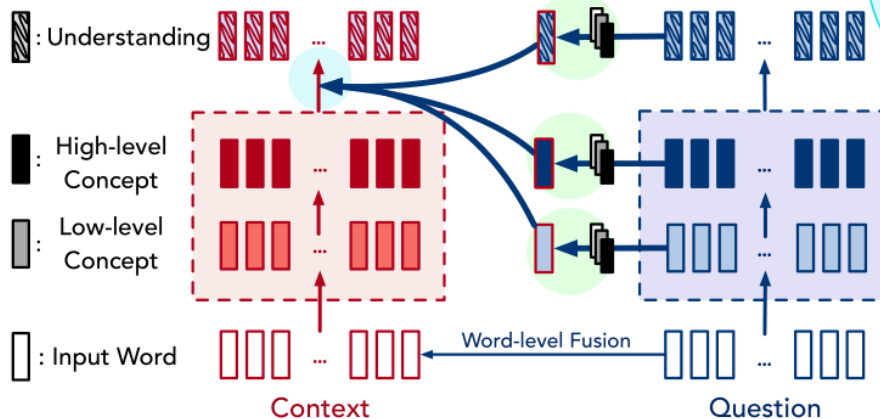 : Understanding
...
...
: High-level
Concept
...
...
: Low-level
Concept
...
...
: Input Word
...
Word-level Fusion
...
Context
Question